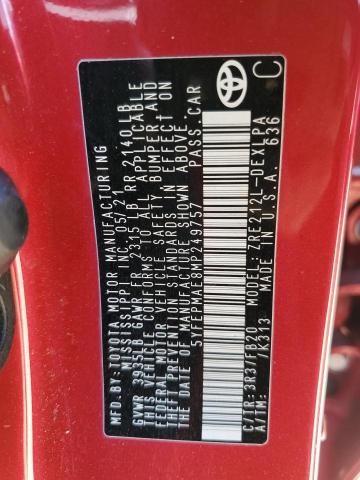 MFD.BY:TOYOTA MOTOR MANUFACTURING
MISSISSIPPI INC. 05/21
GVWR 3935LB GAWR FR 2315 LB RR 2140 LB
THIS VEHICLE CONFORMS TO ALL APPLICABLE
FEDERAL MOTOR VEHICLE SAFETY, BUMPER, AND
THEFT PREVENTION STANDARDS IN EFFECT ON
THE DATE OF MANUFACTURE SHOWN ABOVE.
5YFEPMAE8MP249757 PASS.CAR
C/TR:3R3/FB20 MODEL:ZRE212L-DEXLPA
A/TM: /K313 MADE IN U.S.A. 636
TOYOTA
C